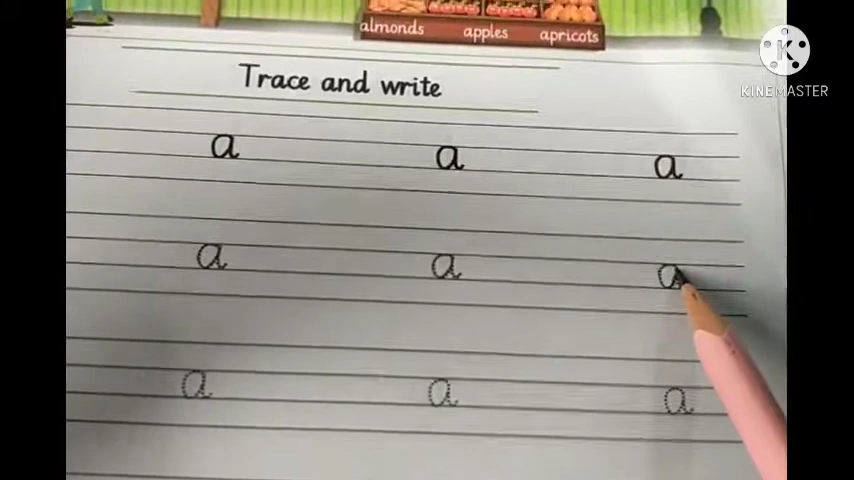 almonds apples apricots
K
KINEMASTER
Trace and write
a a a
a a a
a a a